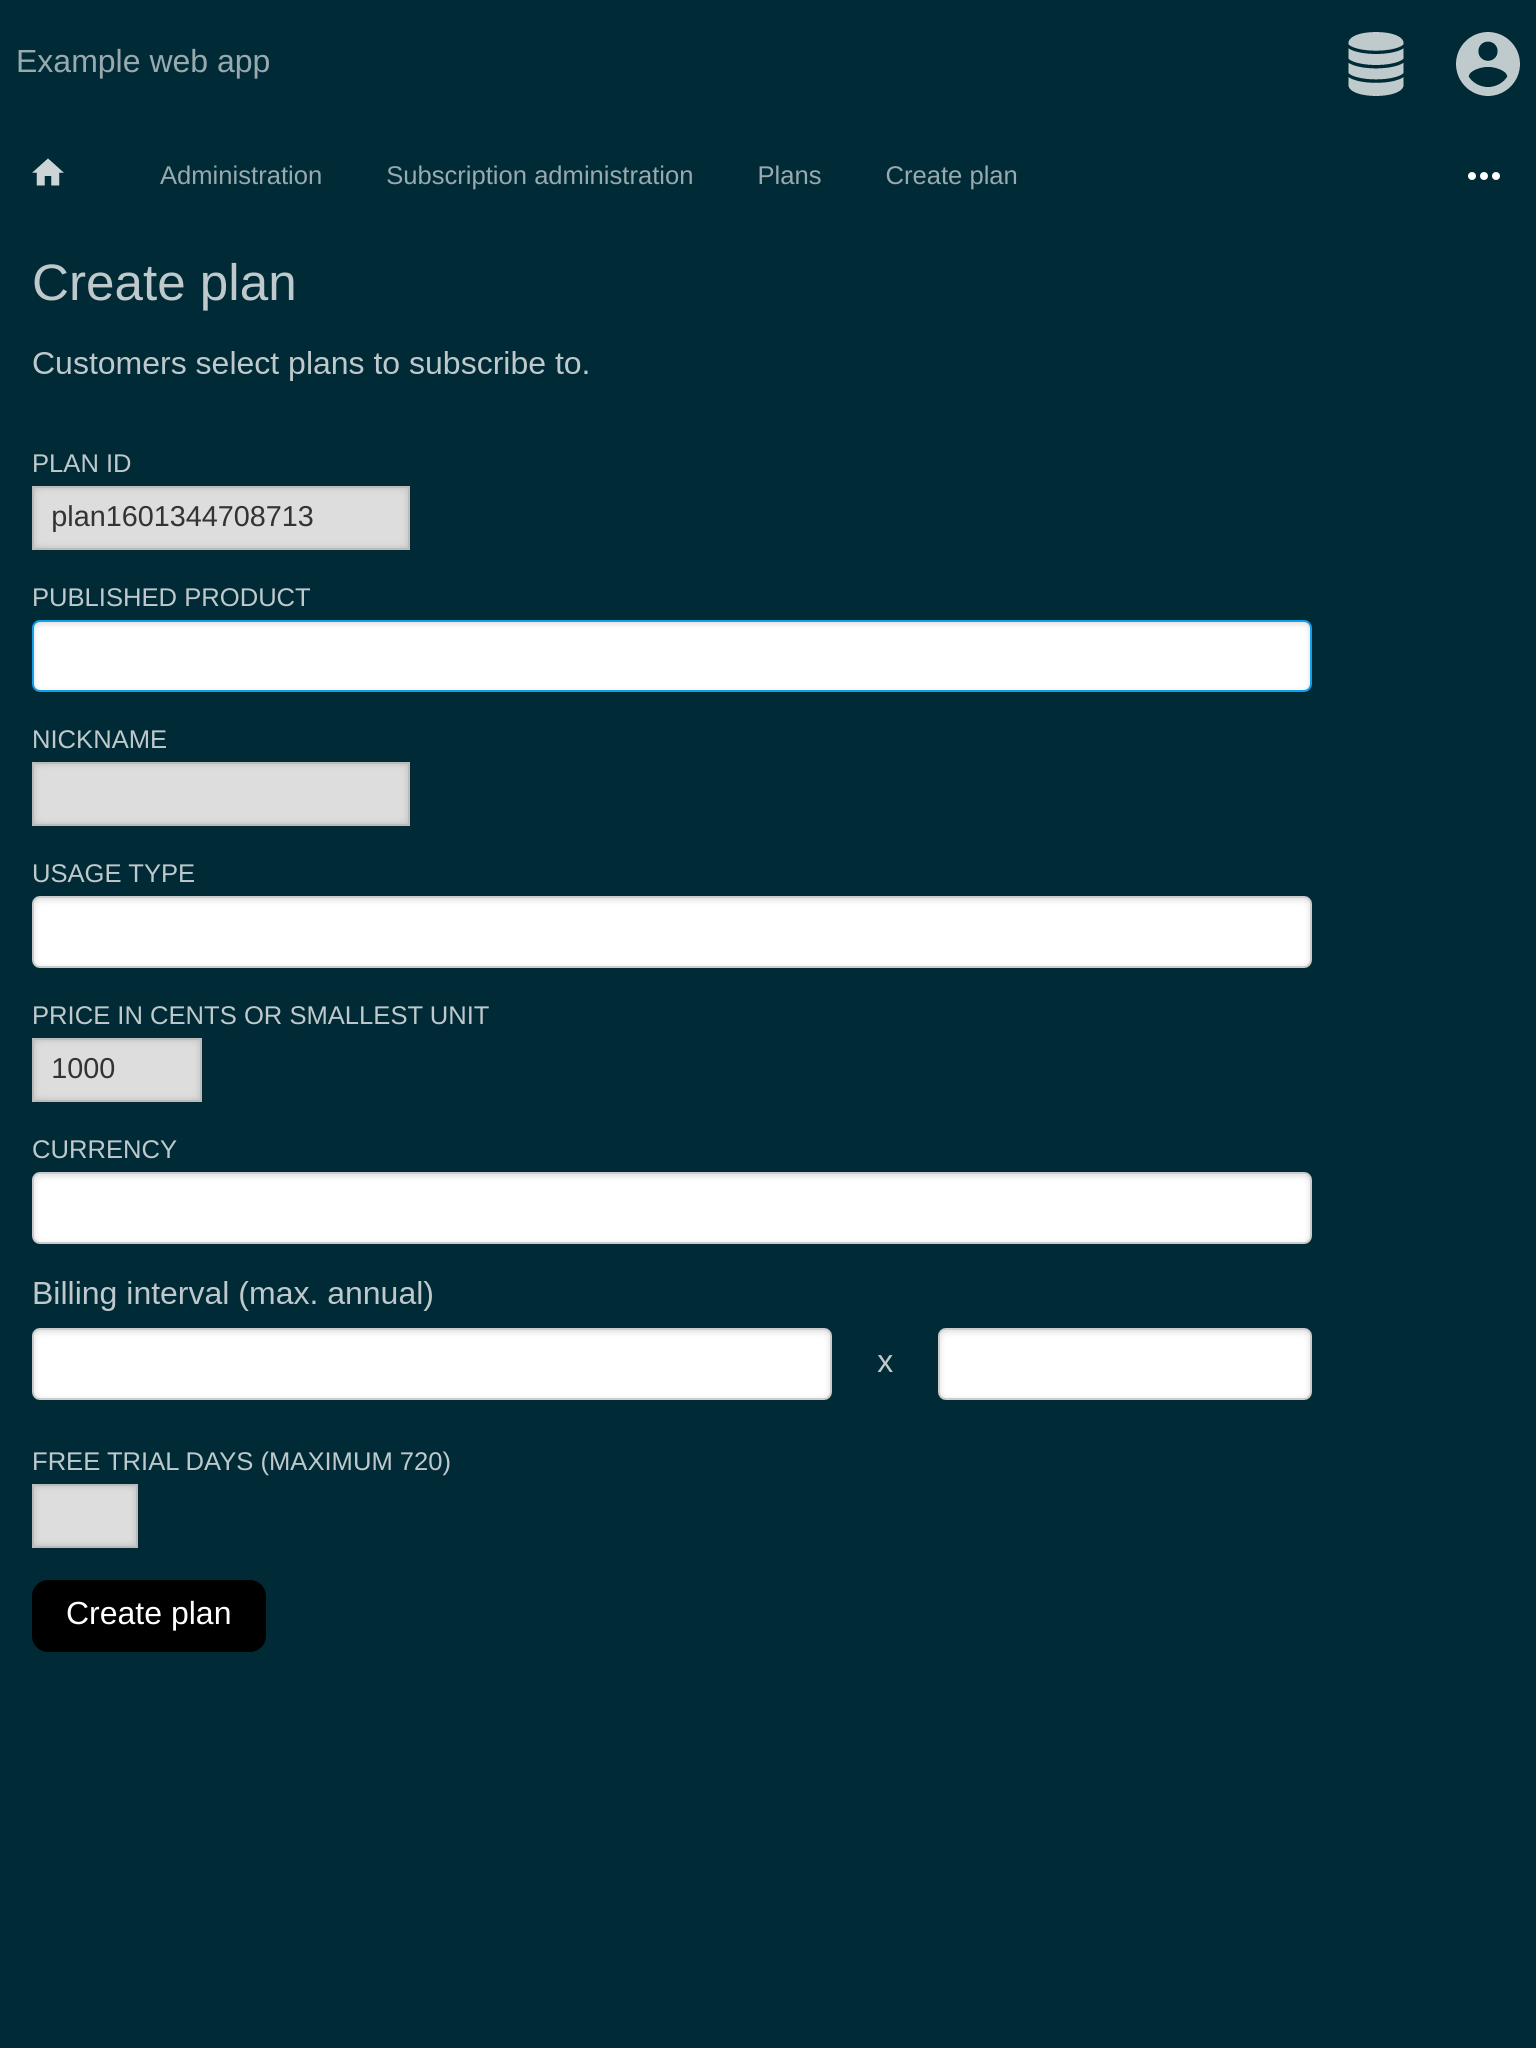 Example web app
Administration Subscription administration Plans Create plan
Create plan
Customers select plans to subscribe to.
PLAN ID
plan1601344708713
PUBLISHED PRODUCT
NICKNAME
USAGE TYPE
PRICE IN CENTS OR SMALLEST UNIT
1000
CURRENCY
Billing interval (max. annual)
x
FREE TRIAL DAYS (MAXIMUM 720)
Create plan